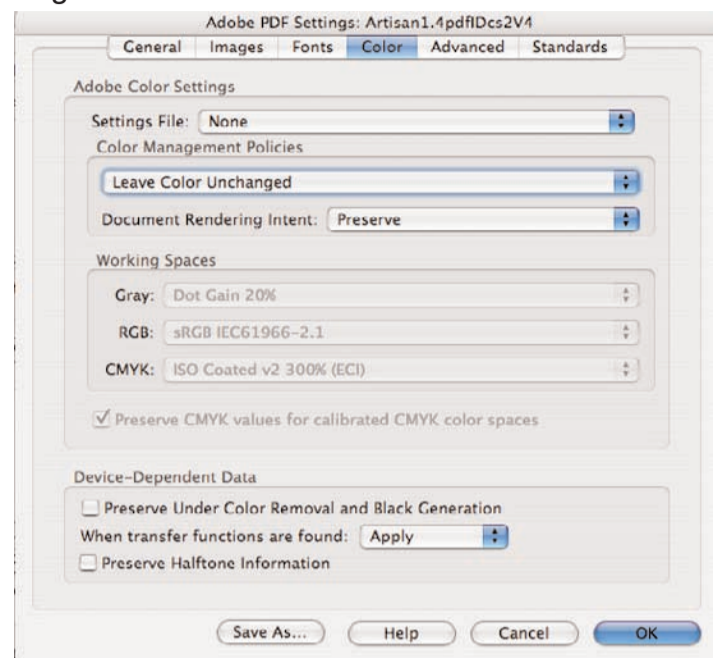 Adobe PDF Settings: Artisan1.4pdfIDcs2V4
General Images Fonts Color Advanced Standards
Adobe Color Settings
Settings File: None
Color Management Policies
Leave Color Unchanged
Document Rendering Intent: Preserve
Working Spaces
Gray: Dot Gain 20%
RGB: sRGB IEC61966-2.1
CMYK: ISO Coated v2 300% (ECI)
Preserve CMYK values for calibrated CMYK color spaces
Device-Dependent Data
Preserve Under Color Removal and Black Generation
When transfer functions are found: Apply
Preserve Halftone Information
Save As... Help Cancel OK